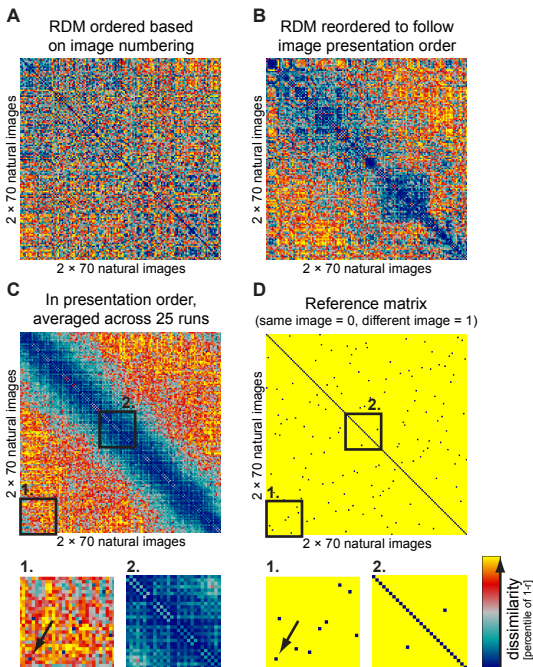 A
RDM ordered based
on image numbering
2 × 70 natural images
2 × 70 natural images
B
RDM reordered to follow
image presentation order
2 × 70 natural images
2 × 70 natural images
C
In presentation order,
averaged across 25 runs
2 × 70 natural images
2.
1.
2 × 70 natural images
D
Reference matrix
(same image = 0, different image = 1)
2 × 70 natural images
2.
1.
2 × 70 natural images
1.
2.
1.
2.
dissimilarity
[percentile of 1-r]